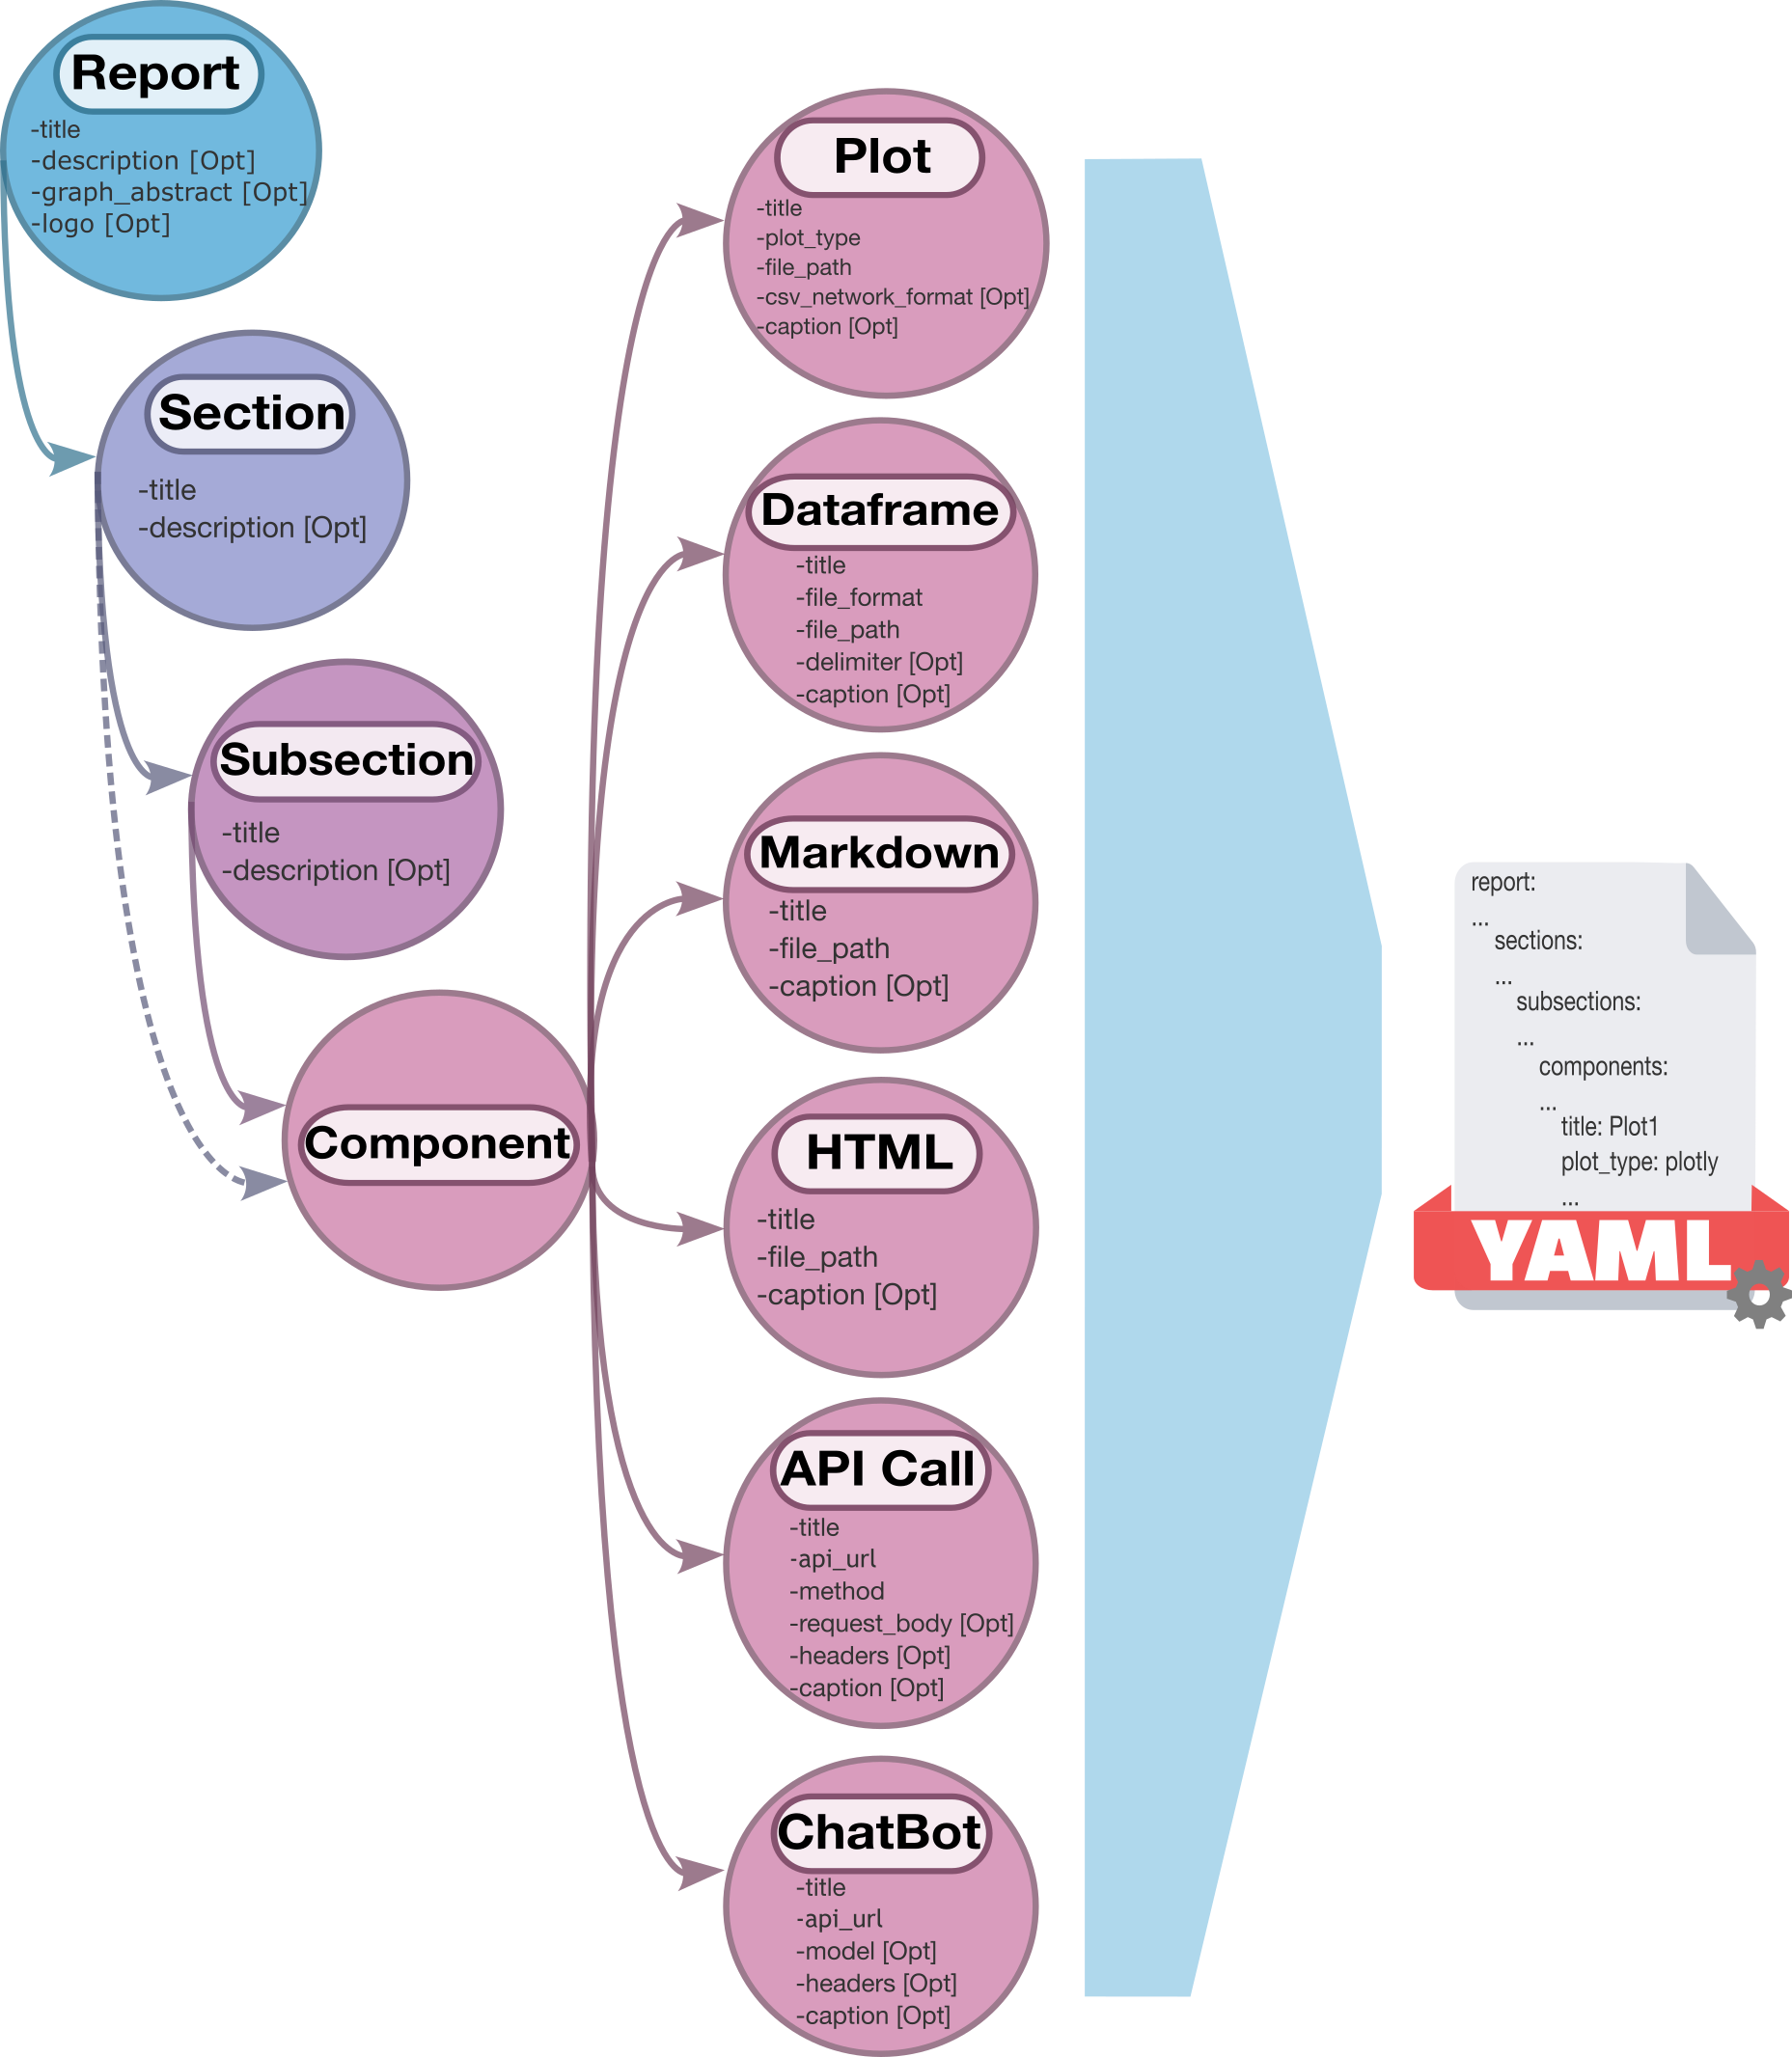 Report
-title
-description [Opt]
-graph_abstract [Opt]
-logo [Opt]
Section
-title
-description [Opt]
Subsection
-title
-description [Opt]
Component
Plot
-title
-plot_type
-file_path
-csv_network_format [Opt]
-caption [Opt]
Dataframe
-title
-file_format
-file_path
-delimiter [Opt]
-caption [Opt]
Markdown
-title
-file_path
-caption [Opt]
HTML
-title
-file_path
-caption [Opt]
API Call
-title
-api_url
-method
-request_body [Opt]
-headers [Opt]
-caption [Opt]
ChatBot
-title
-api_url
-model [Opt]
-headers [Opt]
-caption [Opt]
report:
...
sections:
...
subsections:
...
components:
...
title: Plot1
plot_type: plotly
...
YAML